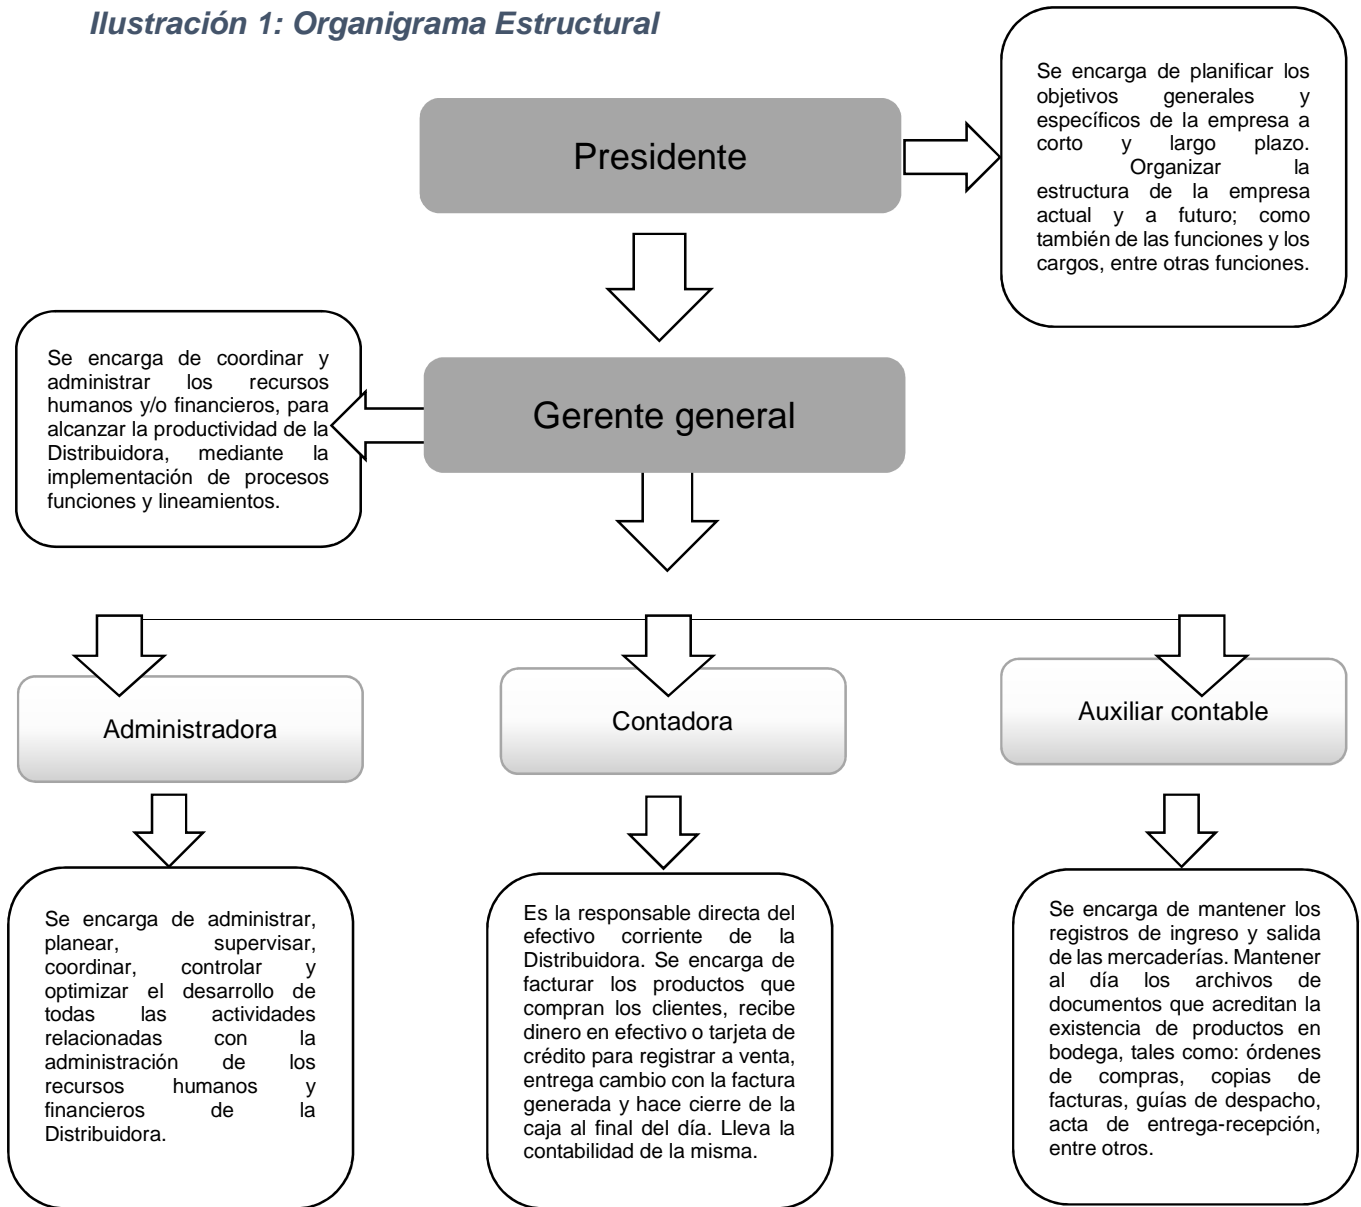 Ilustración 1: Organigrama Estructural
Presidente
Se encarga de planificar los
objetivos generales y
específicos de la empresa a
corto y largo plazo.
Organizar la
estructura de la empresa
actual y a futuro; como
también de las funciones y los
cargos, entre otras funciones.
Gerente general
Se encarga de coordinar y
administrar los recursos
humanos y/o financieros, para
alcanzar la productividad de la
Distribuidora, mediante la
implementación de procesos
funciones y lineamientos.
Administradora
Contadora
Auxiliar contable
Se encarga de administrar,
planear, supervisar,
coordinar, controlar y
optimizar el desarrollo de
todas las actividades
relacionadas con la
administración de los
recursos humanos y
financieros de la
Distribuidora.
Es la responsable directa del
efectivo corriente de la
Distribuidora. Se encarga de
facturar los productos que
compran los clientes, recibe
dinero en efectivo o tarjeta de
crédito para registrar a venta,
entrega cambio con la factura
generada y hace cierre de la
caja al final del día. Lleva la
contabilidad de la misma.
Se encarga de mantener los
registros de ingreso y salida
de las mercaderías. Mantener
al día los archivos de
documentos que acreditan la
existencia de productos en
bodega, tales como: órdenes
de compras, copias de
facturas, guías de despacho,
acta de entrega-recepción,
entre otros.